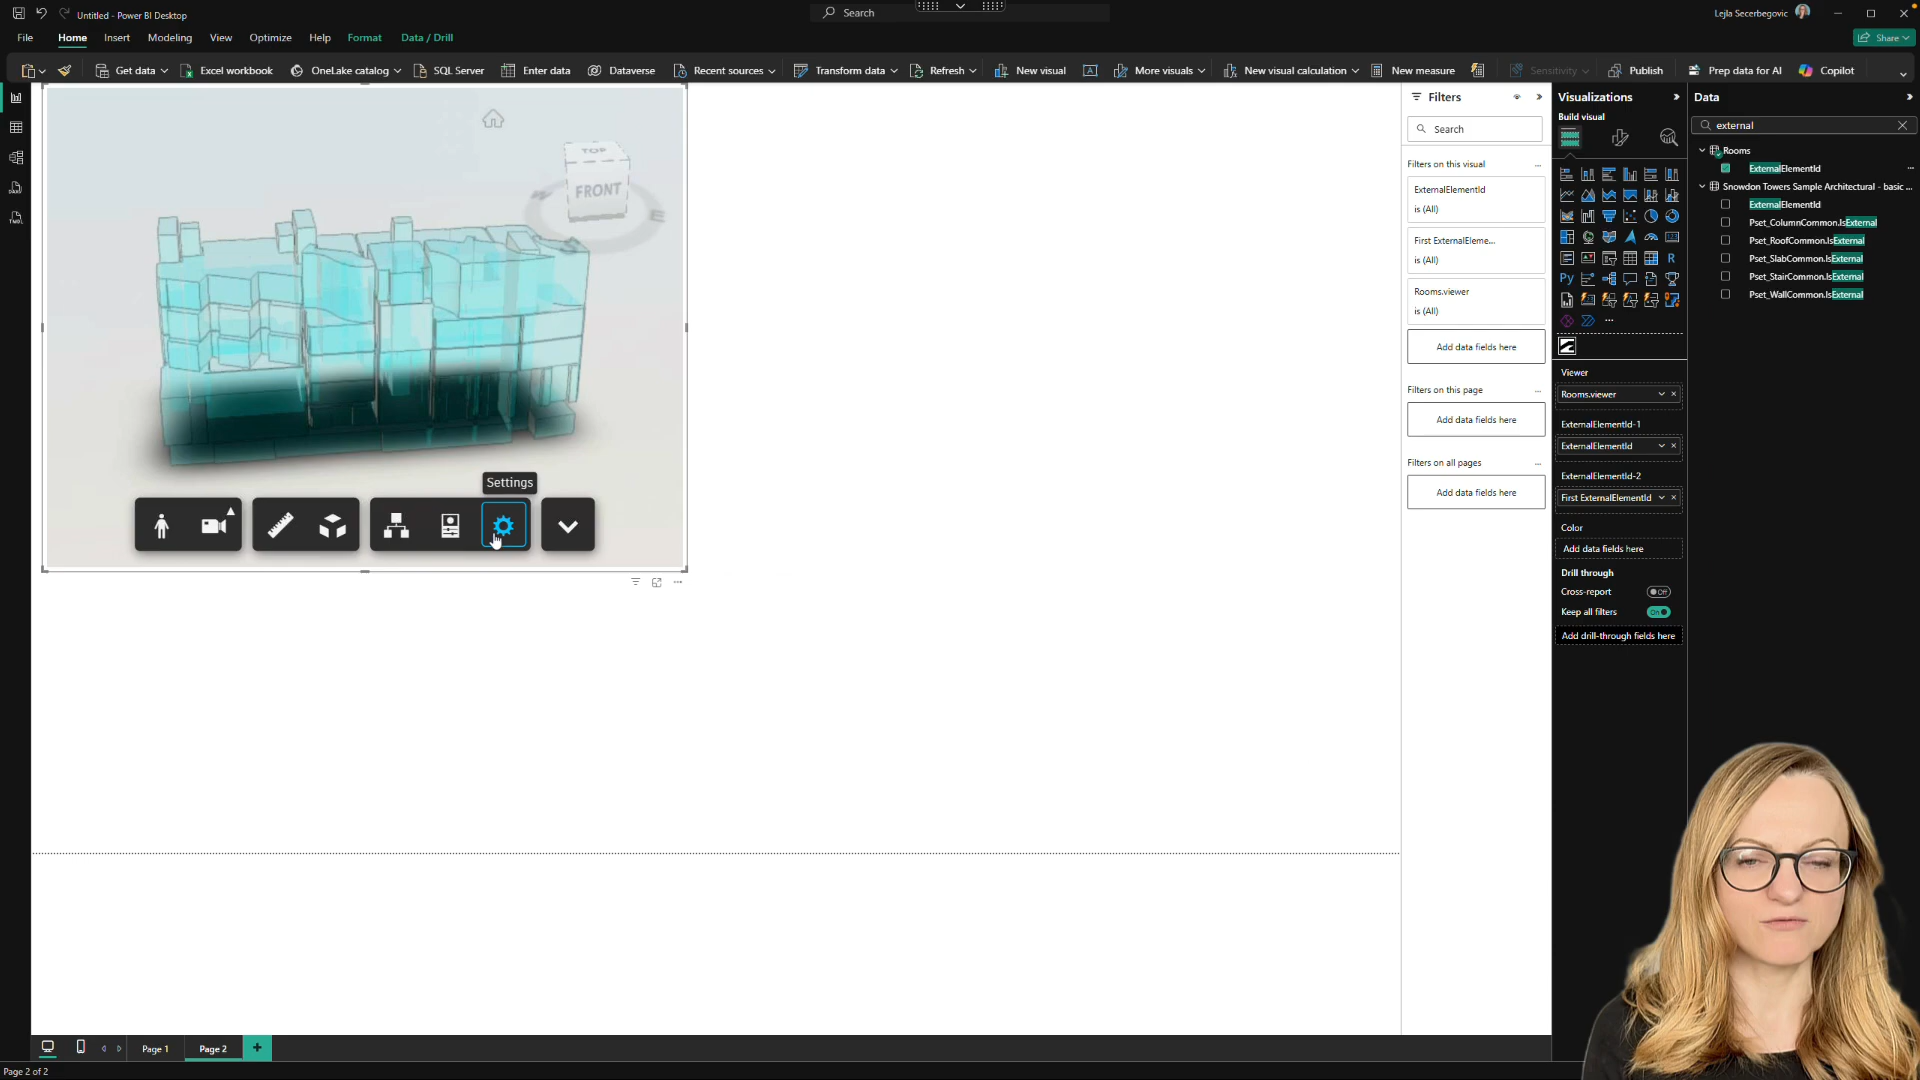 Untitled - Power BI Desktop
Search
Lejla Secerbegovic
File
Home
Insert
Modeling
View
Optimize
Help
Format
Data / Drill
Share
Get data
Excel workbook
OneLake catalog
SQL Server
Enter data
Dataverse
Recent sources
Transform data
Refresh
New visual
More visuals
New visual calculation
New measure
Sensitivity
Publish
Prep data for AI
Copilot
TOP
FRONT
E
Settings
Filters
Search
Filters on this visual
...
ExternalElementId
is (All)
First ExternalEleme...
is (All)
Rooms.viewer
is (All)
Add data fields here
Filters on this page
...
Add data fields here
Filters on all pages
...
Add data fields here
Visualizations
Build visual
R
Py
...
Viewer
Rooms.viewer
ExternalElementId-1
ExternalElementId
ExternalElementId-2
First ExternalElementId
Color
Add data fields here
Drill through
Cross-report
Off
Keep all filters
On
Add drill-through fields here
Data
external
Rooms
ExternalElementId
...
Snowdon Towers Sample Architectural - basic ...
ExternalElementId
Pset_ColumnCommon.IsExternal
Pset_RoofCommon.IsExternal
Pset_SlabCommon.IsExternal
Pset_StairCommon.IsExternal
Pset_WallCommon.IsExternal
Page 1
Page 2
+
Page 2 of 2